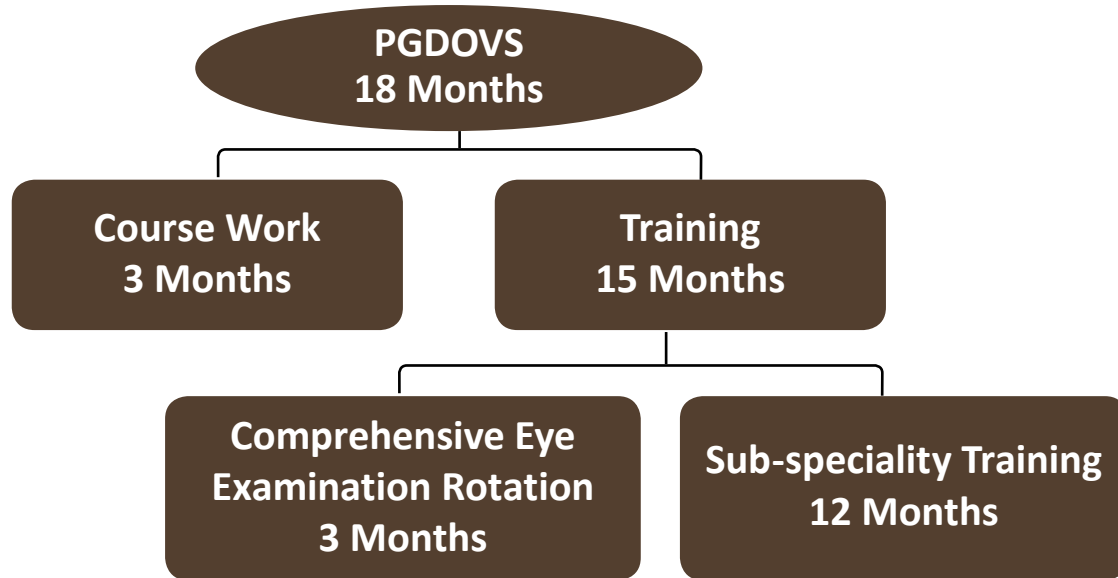 PGDOVS
18 Months
Course Work
3 Months
Training
15 Months
Comprehensive Eye
Examination Rotation
3 Months
Sub-speciality Training
12 Months